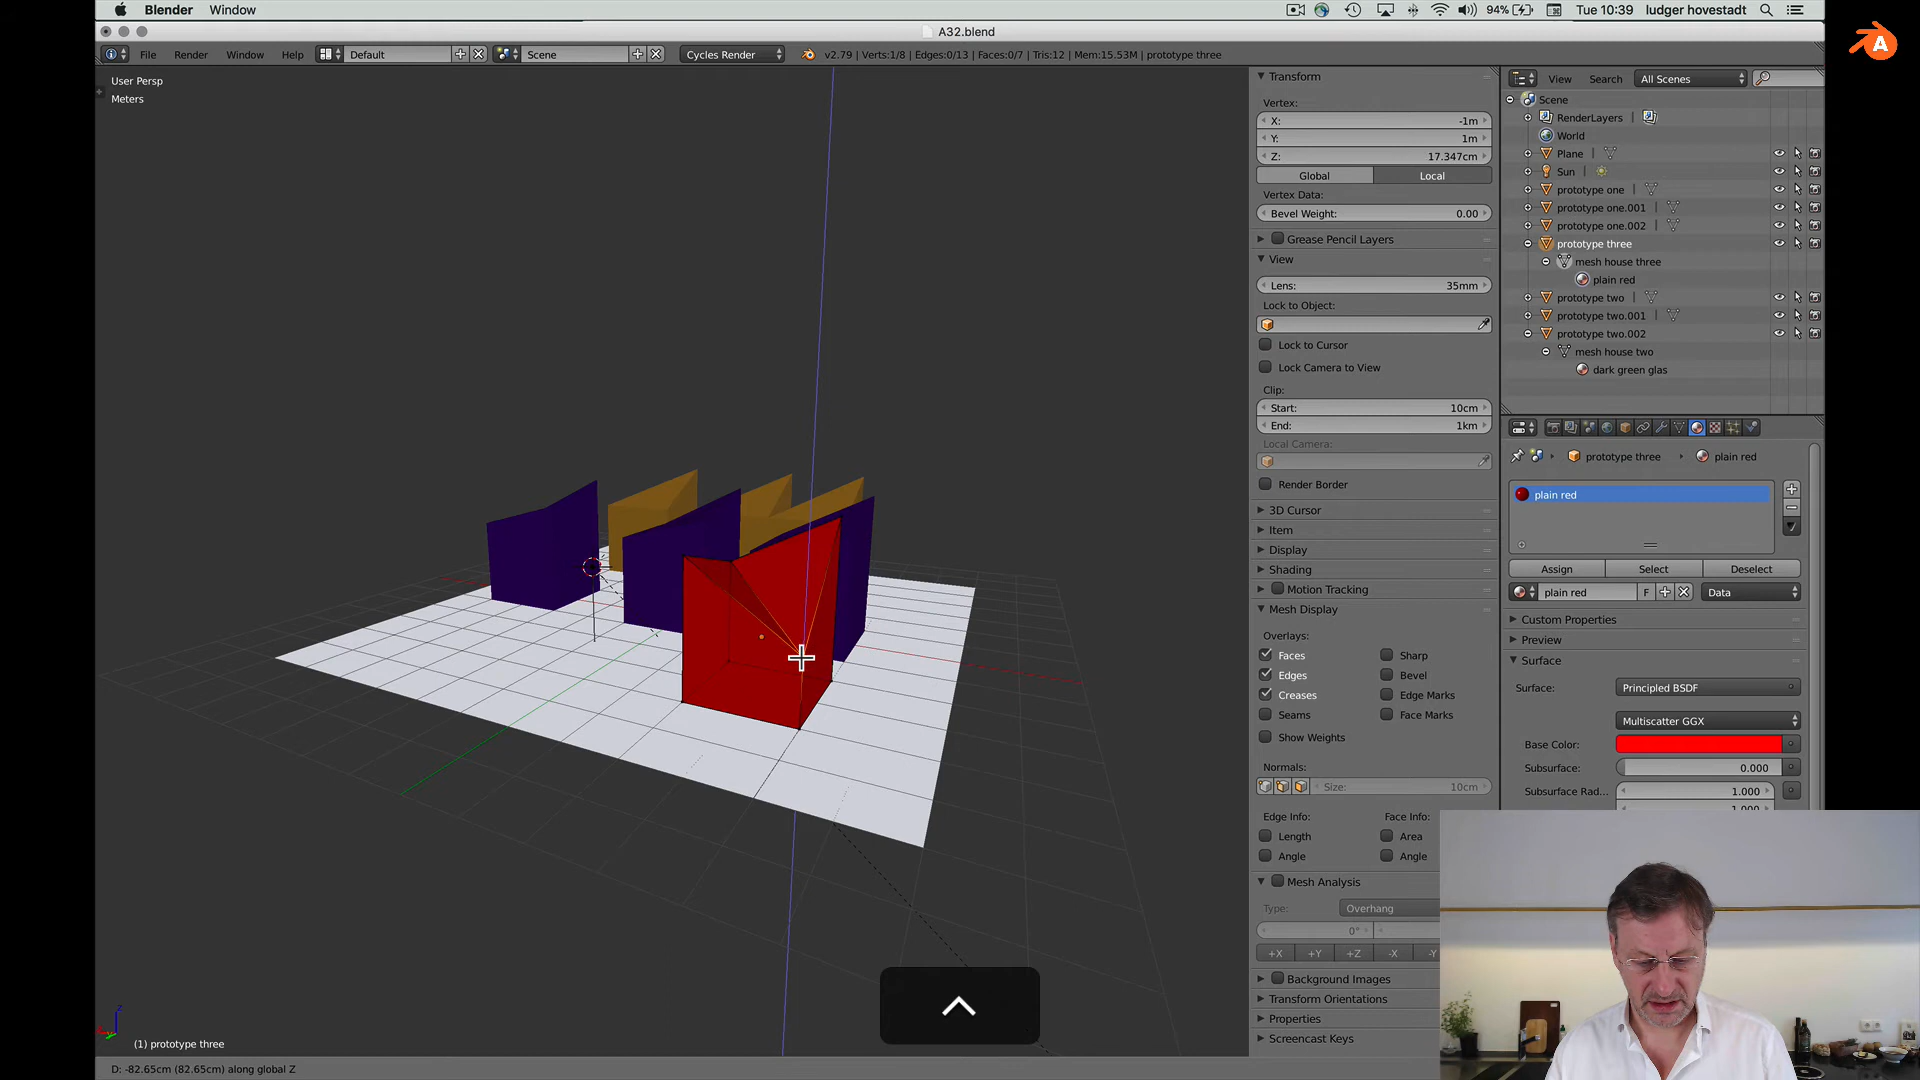 Blender Window
94% Tue 10:39 ludger hovestadt
A32.blend
File Render Window Help Default Scene Cycles Render v2.79 | Verts:1/8 | Edges:0/13 | Faces:0/7 | Tris:12 | Mem:15.53M | prototype three
User Persp
Meters
Transform
Vertex:
X: -1m
Y: 1m
Z: 17.347cm
Global Local
Vertex Data:
Bevel Weight: 0.00
Grease Pencil Layers
View
Lens: 35mm
Lock to Object:
Lock to Cursor
Lock Camera to View
Clip:
Start: 10cm
End: 1km
Local Camera:
Render Border
3D Cursor
Item
Display
Shading
Motion Tracking
Mesh Display
Overlays:
Faces Sharp
Edges Bevel
Creases Edge Marks
Seams Face Marks
Show Weights
Normals:
Size: 10cm
Edge Info: Face Info:
Length Area
Angle Angle
Mesh Analysis
Type: Overhang
0°
+X +Y +Z -X -Y
Background Images
Transform Orientations
Properties
Screencast Keys
View Search All Scenes
Scene
RenderLayers
World
Plane
Sun
prototype one
prototype one.001
prototype one.002
prototype three
mesh house three
plain red
prototype two
prototype two.001
prototype two.002
mesh house two
dark green glas
prototype three plain red
plain red
Assign Select Deselect
plain red F Data
Custom Properties
Preview
Surface
Surface: Principled BSDF
Multiscatter GGX
Base Color:
Subsurface: 0.000
Subsurface Rad... 1.000
1.000
(1) prototype three
D: -82.65cm (82.65cm) along global Z
A